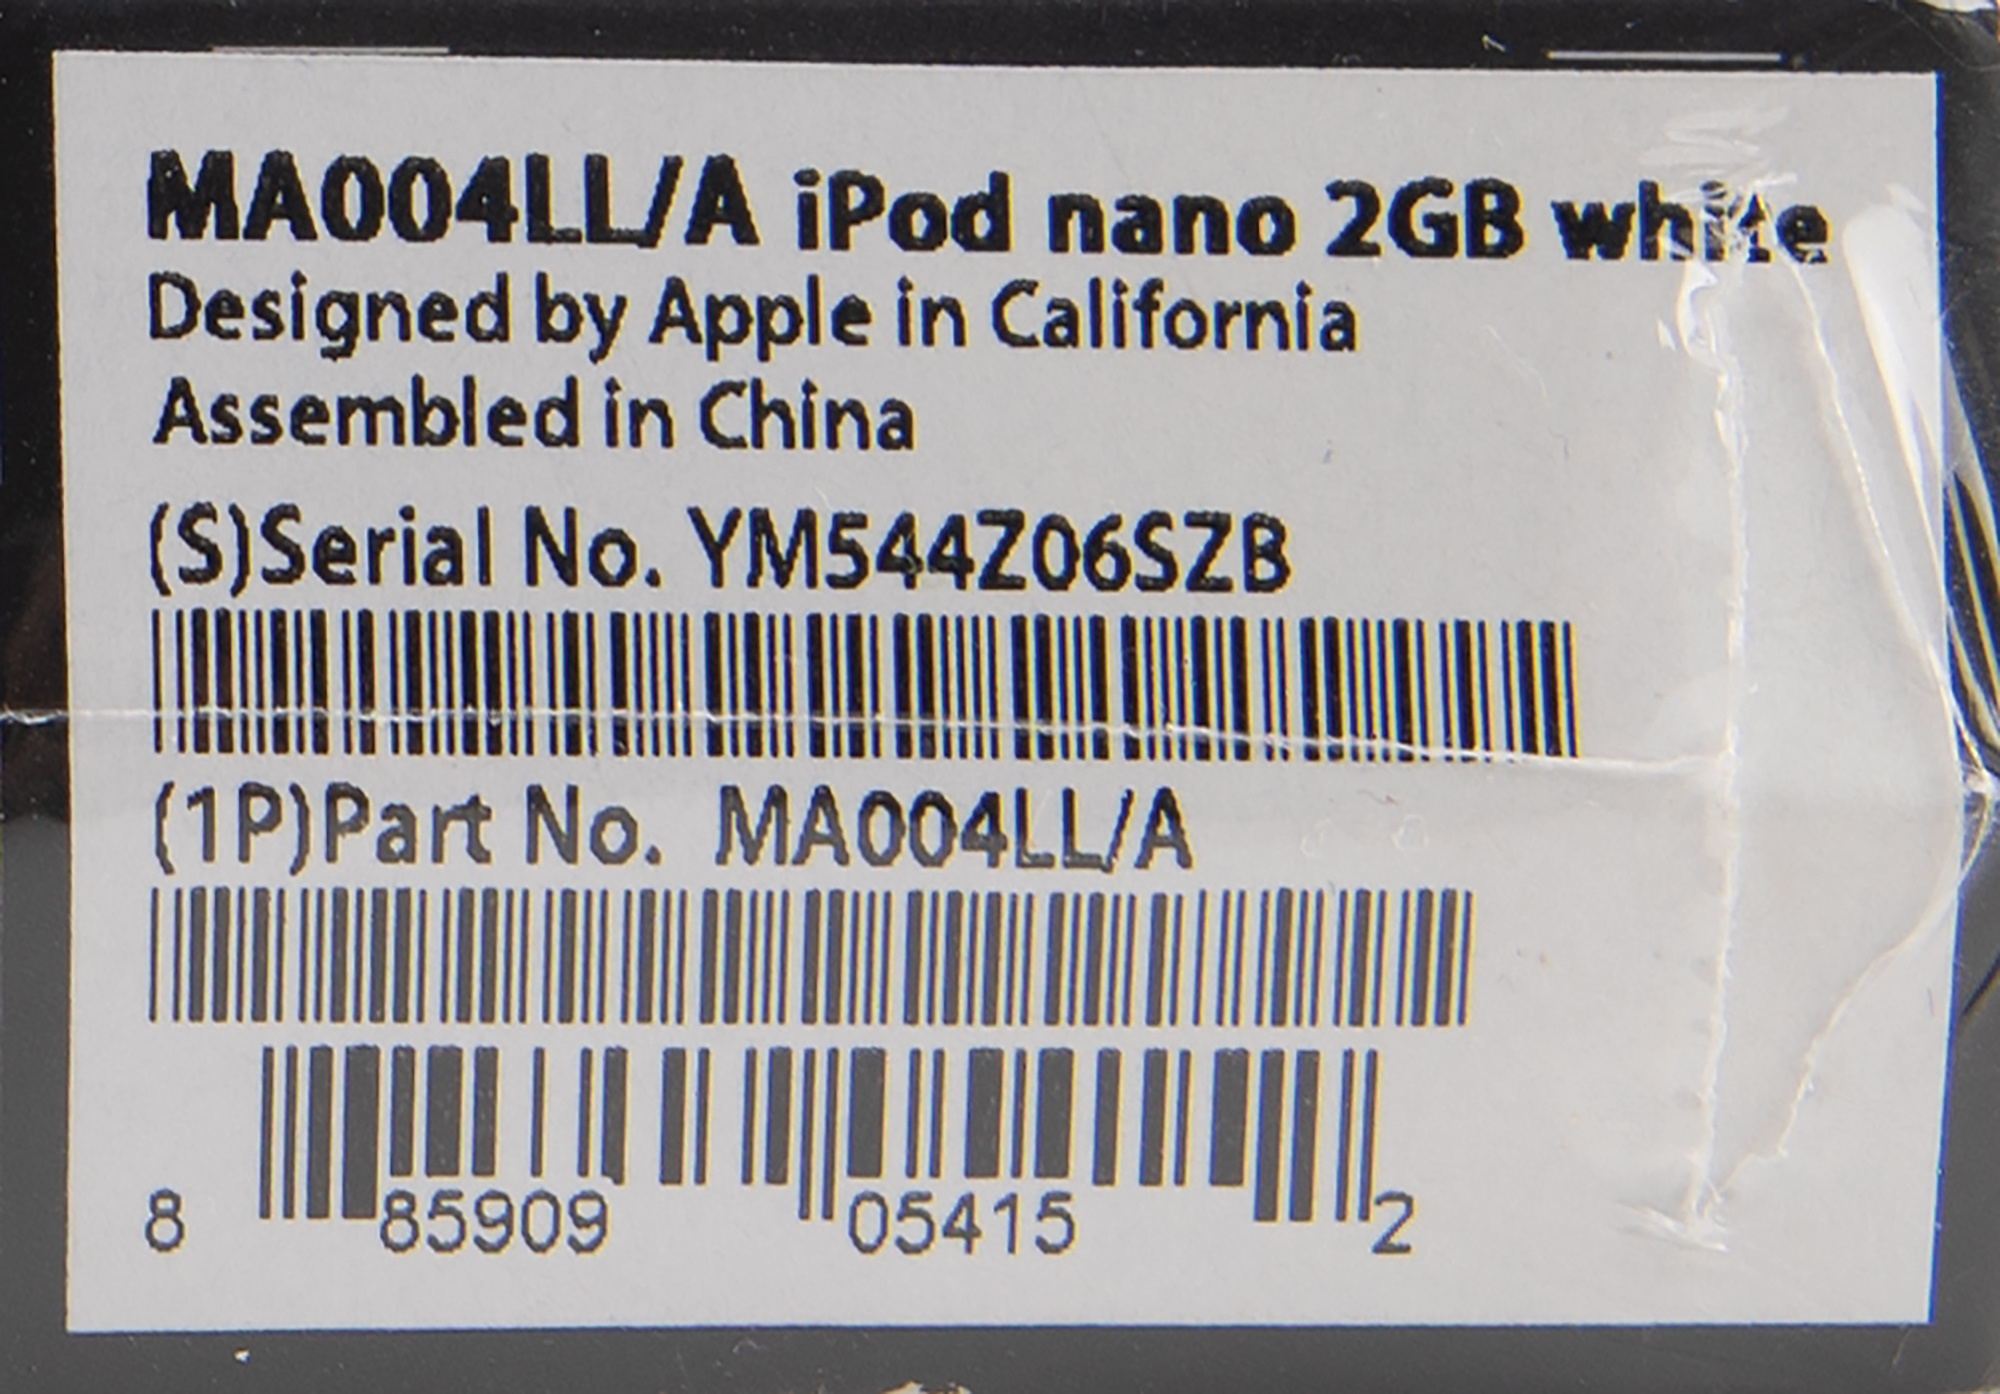 MA004LL/A iPod nano 2GB white
Designed by Apple in California
Assembled in China
(S)Serial No. YM544Z06SZB
(1P)Part No. MA004LL/A
8 85909 05415 2